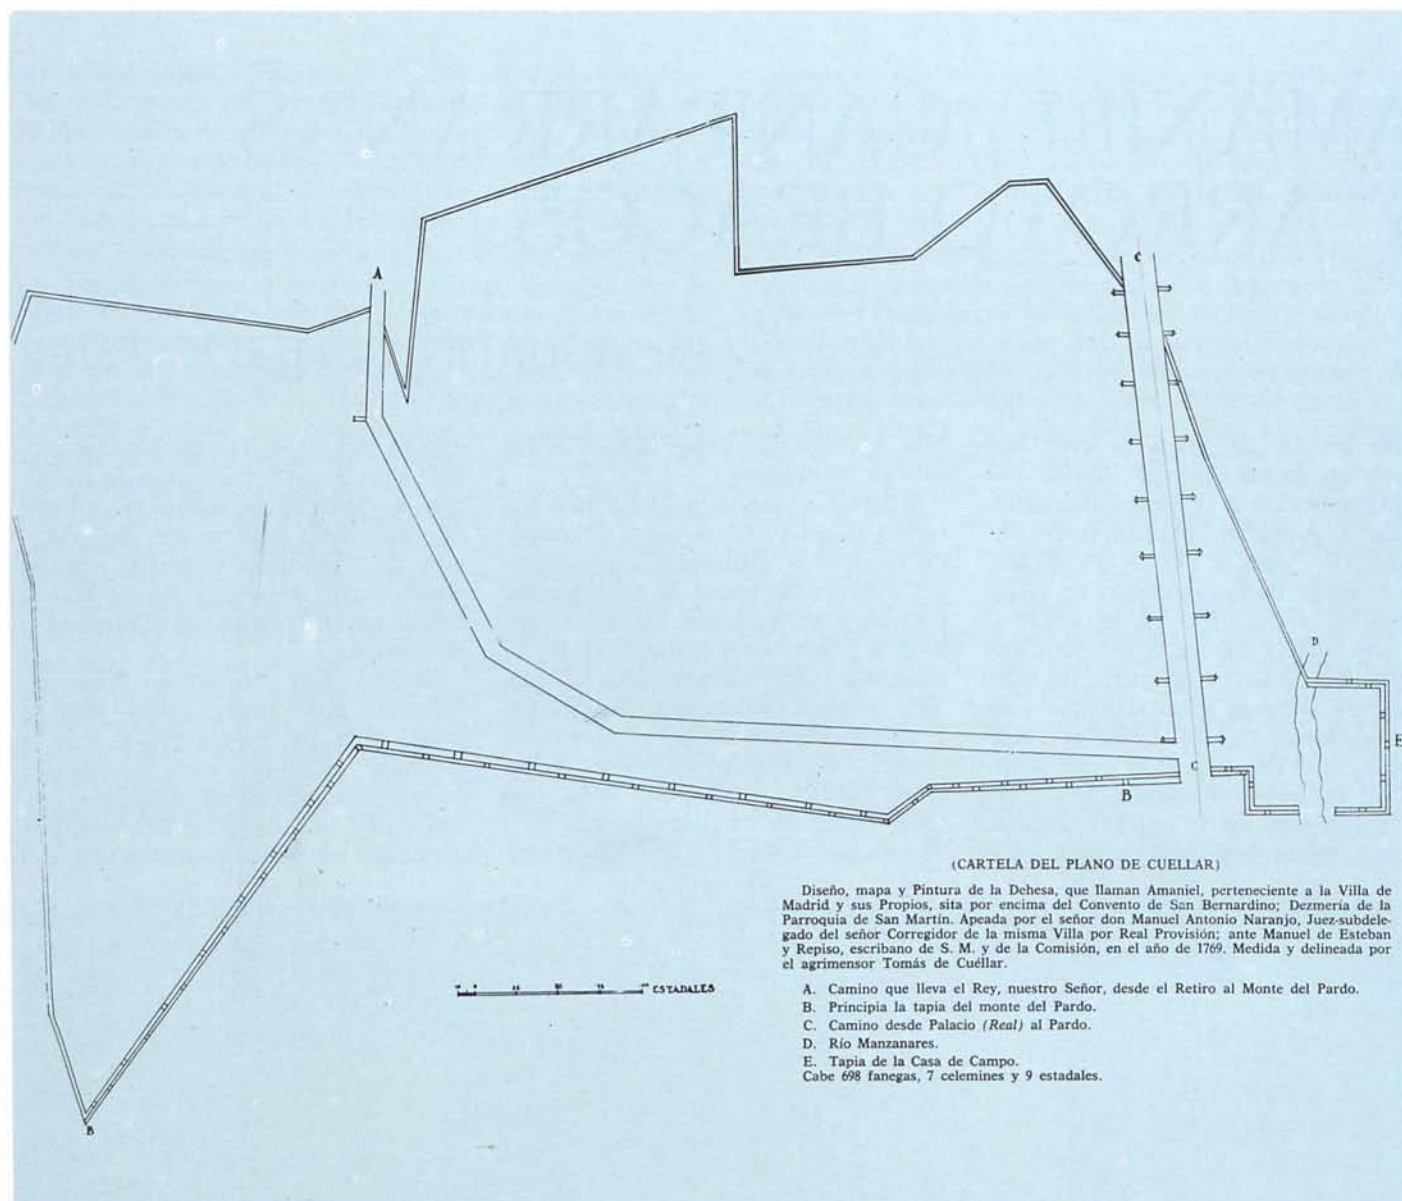 A
C
D
E
C
B
(CARTELA DEL PLANO DE CUELLAR)
Diseño, mapa y Pintura de la Dehesa, que llaman Amaniel, perteneciente a la Villa de
Madrid y sus Propios, sita por encima del Convento de San Bernardino; Dezmería de la
Parroquia de San Martín. Apeada por el señor don Manuel Antonio Naranjo, Juez-subdele-
gado del señor Corregidor de la misma Villa por Real Provisión; ante Manuel de Esteban
y Repiso, escribano de S. M. y de la Comisión, en el año de 1769. Medida y delineada por
el agrimensor Tomás de Cuéllar.
A. Camino que lleva el Rey, nuestro Señor, desde el Retiro al Monte del Pardo.
B. Principia la tapia del monte del Pardo.
C. Camino desde Palacio (Real) al Pardo.
D. Río Manzanares.
E. Tapia de la Casa de Campo.
Cabe 698 fanegas, 7 celemines y 9 estadales.
ESTADALES
B